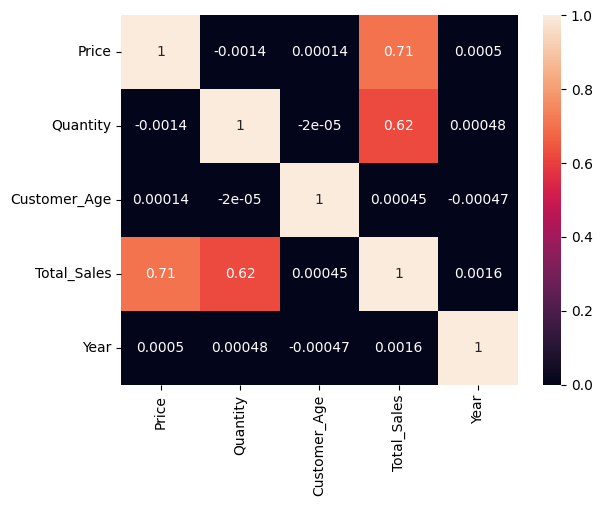 Price 1 -0.0014 0.00014 0.71 0.0005
Quantity -0.0014 1 -2e-05 0.62 0.00048
Customer_Age 0.00014 -2e-05 1 0.00045 -0.00047
Total_Sales 0.71 0.62 0.00045 1 0.0016
Year 0.0005 0.00048 -0.00047 0.0016 1
Price Quantity Customer_Age Total_Sales Year
1.0
0.8
0.6
0.4
0.2
0.0